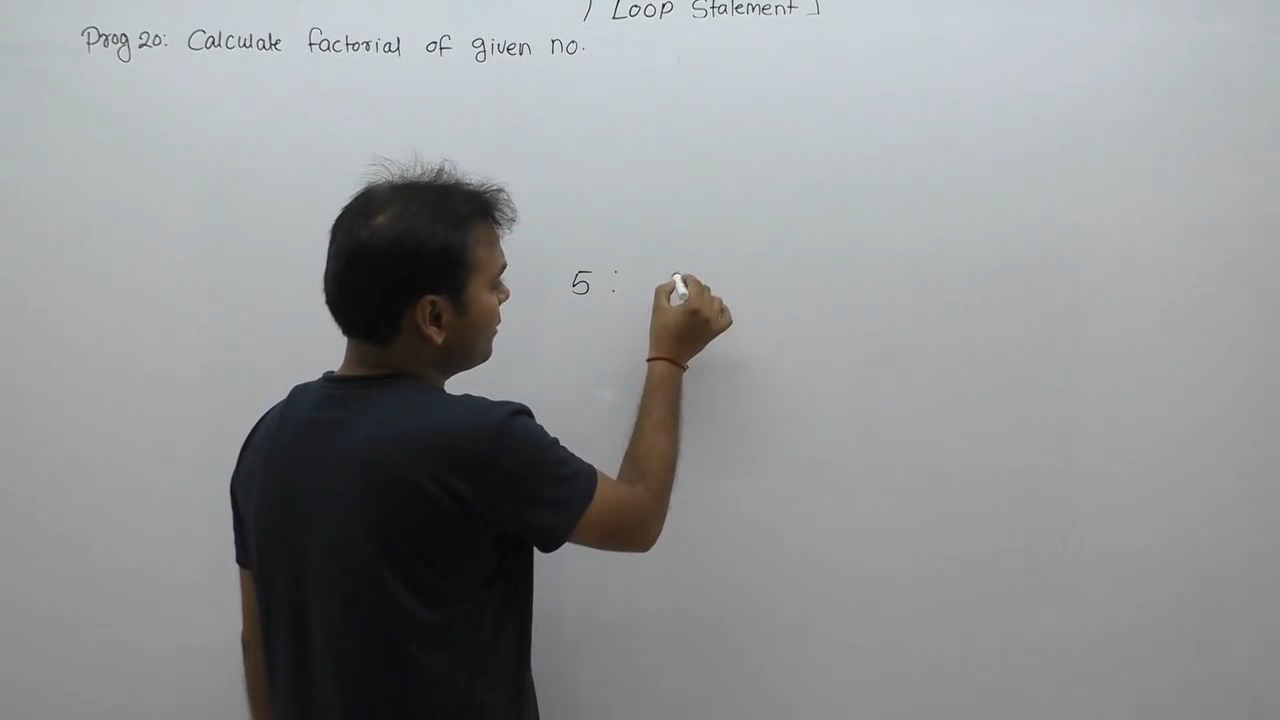 ) [Loop Statement]
Prog 20: Calculate factorial of given no.
5 :